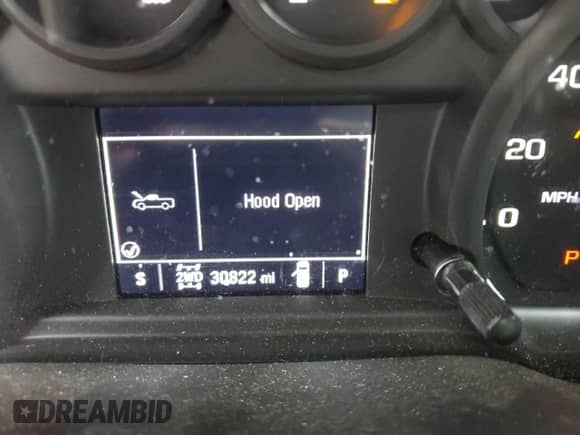 Hood Open
S 2WD 30822 mi P
40
20
0
MPH
P
DREAMBID